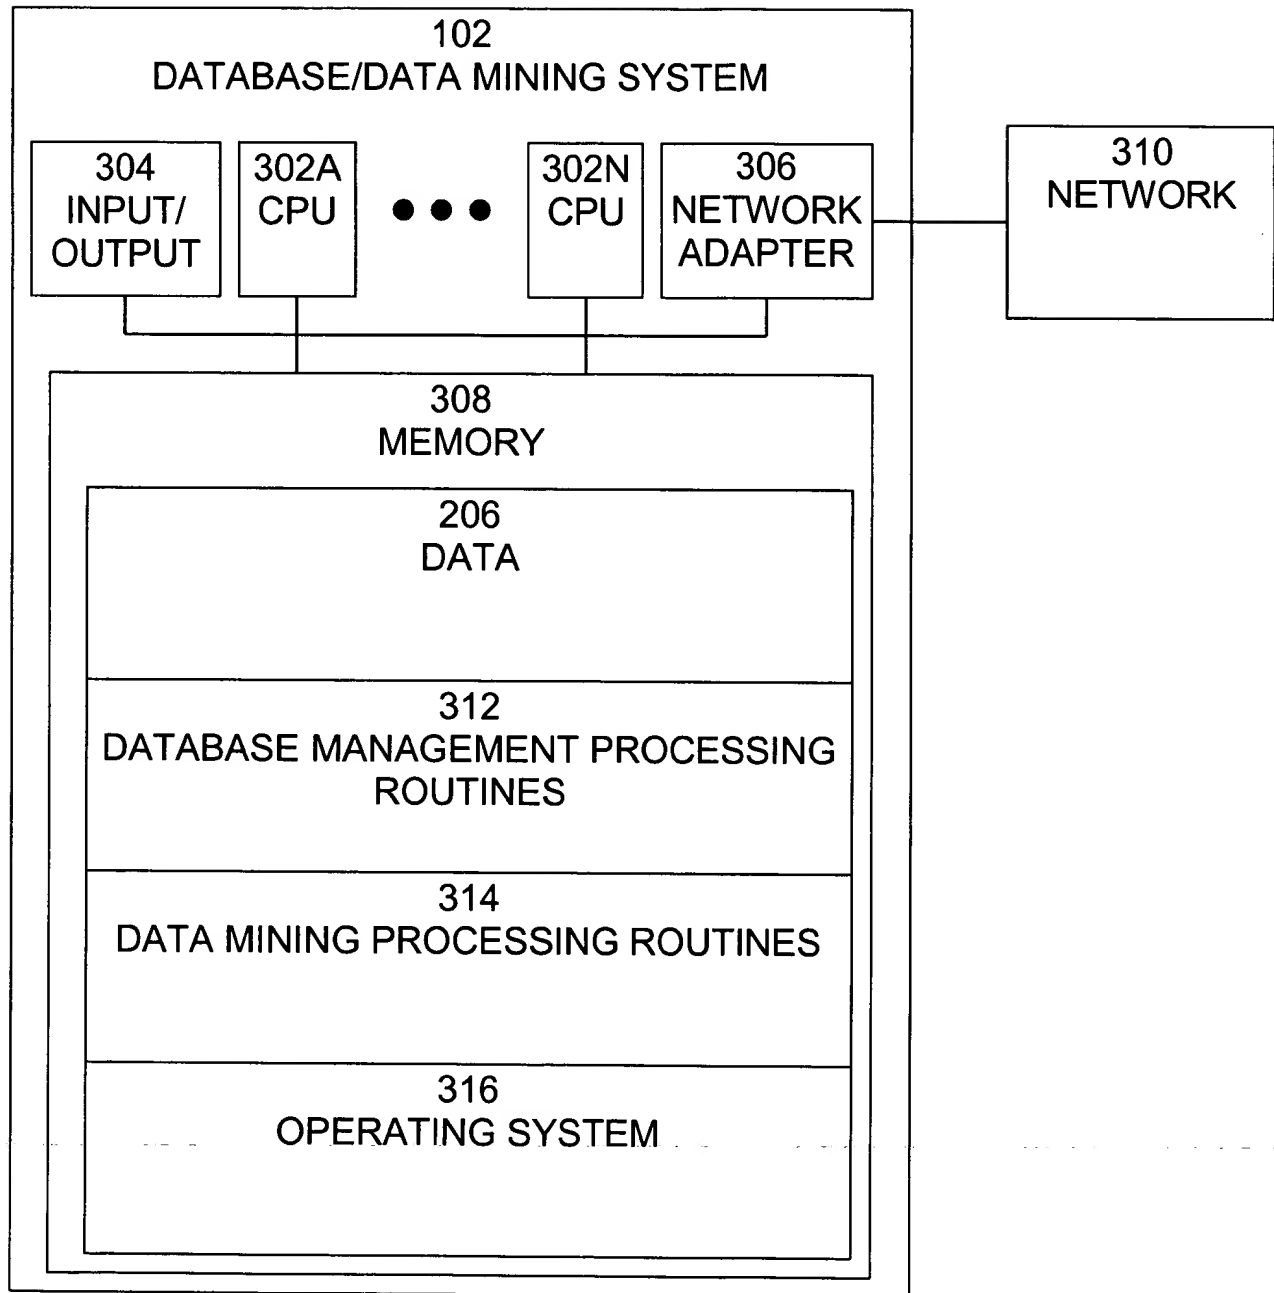 102
DATABASE/DATA MINING SYSTEM
304
INPUT/
OUTPUT
302A
CPU
302N
CPU
306
NETWORK
ADAPTER
310
NETWORK
308
MEMORY
206
DATA
312
DATABASE MANAGEMENT PROCESSING
ROUTINES
314
DATA MINING PROCESSING ROUTINES
316
OPERATING SYSTEM